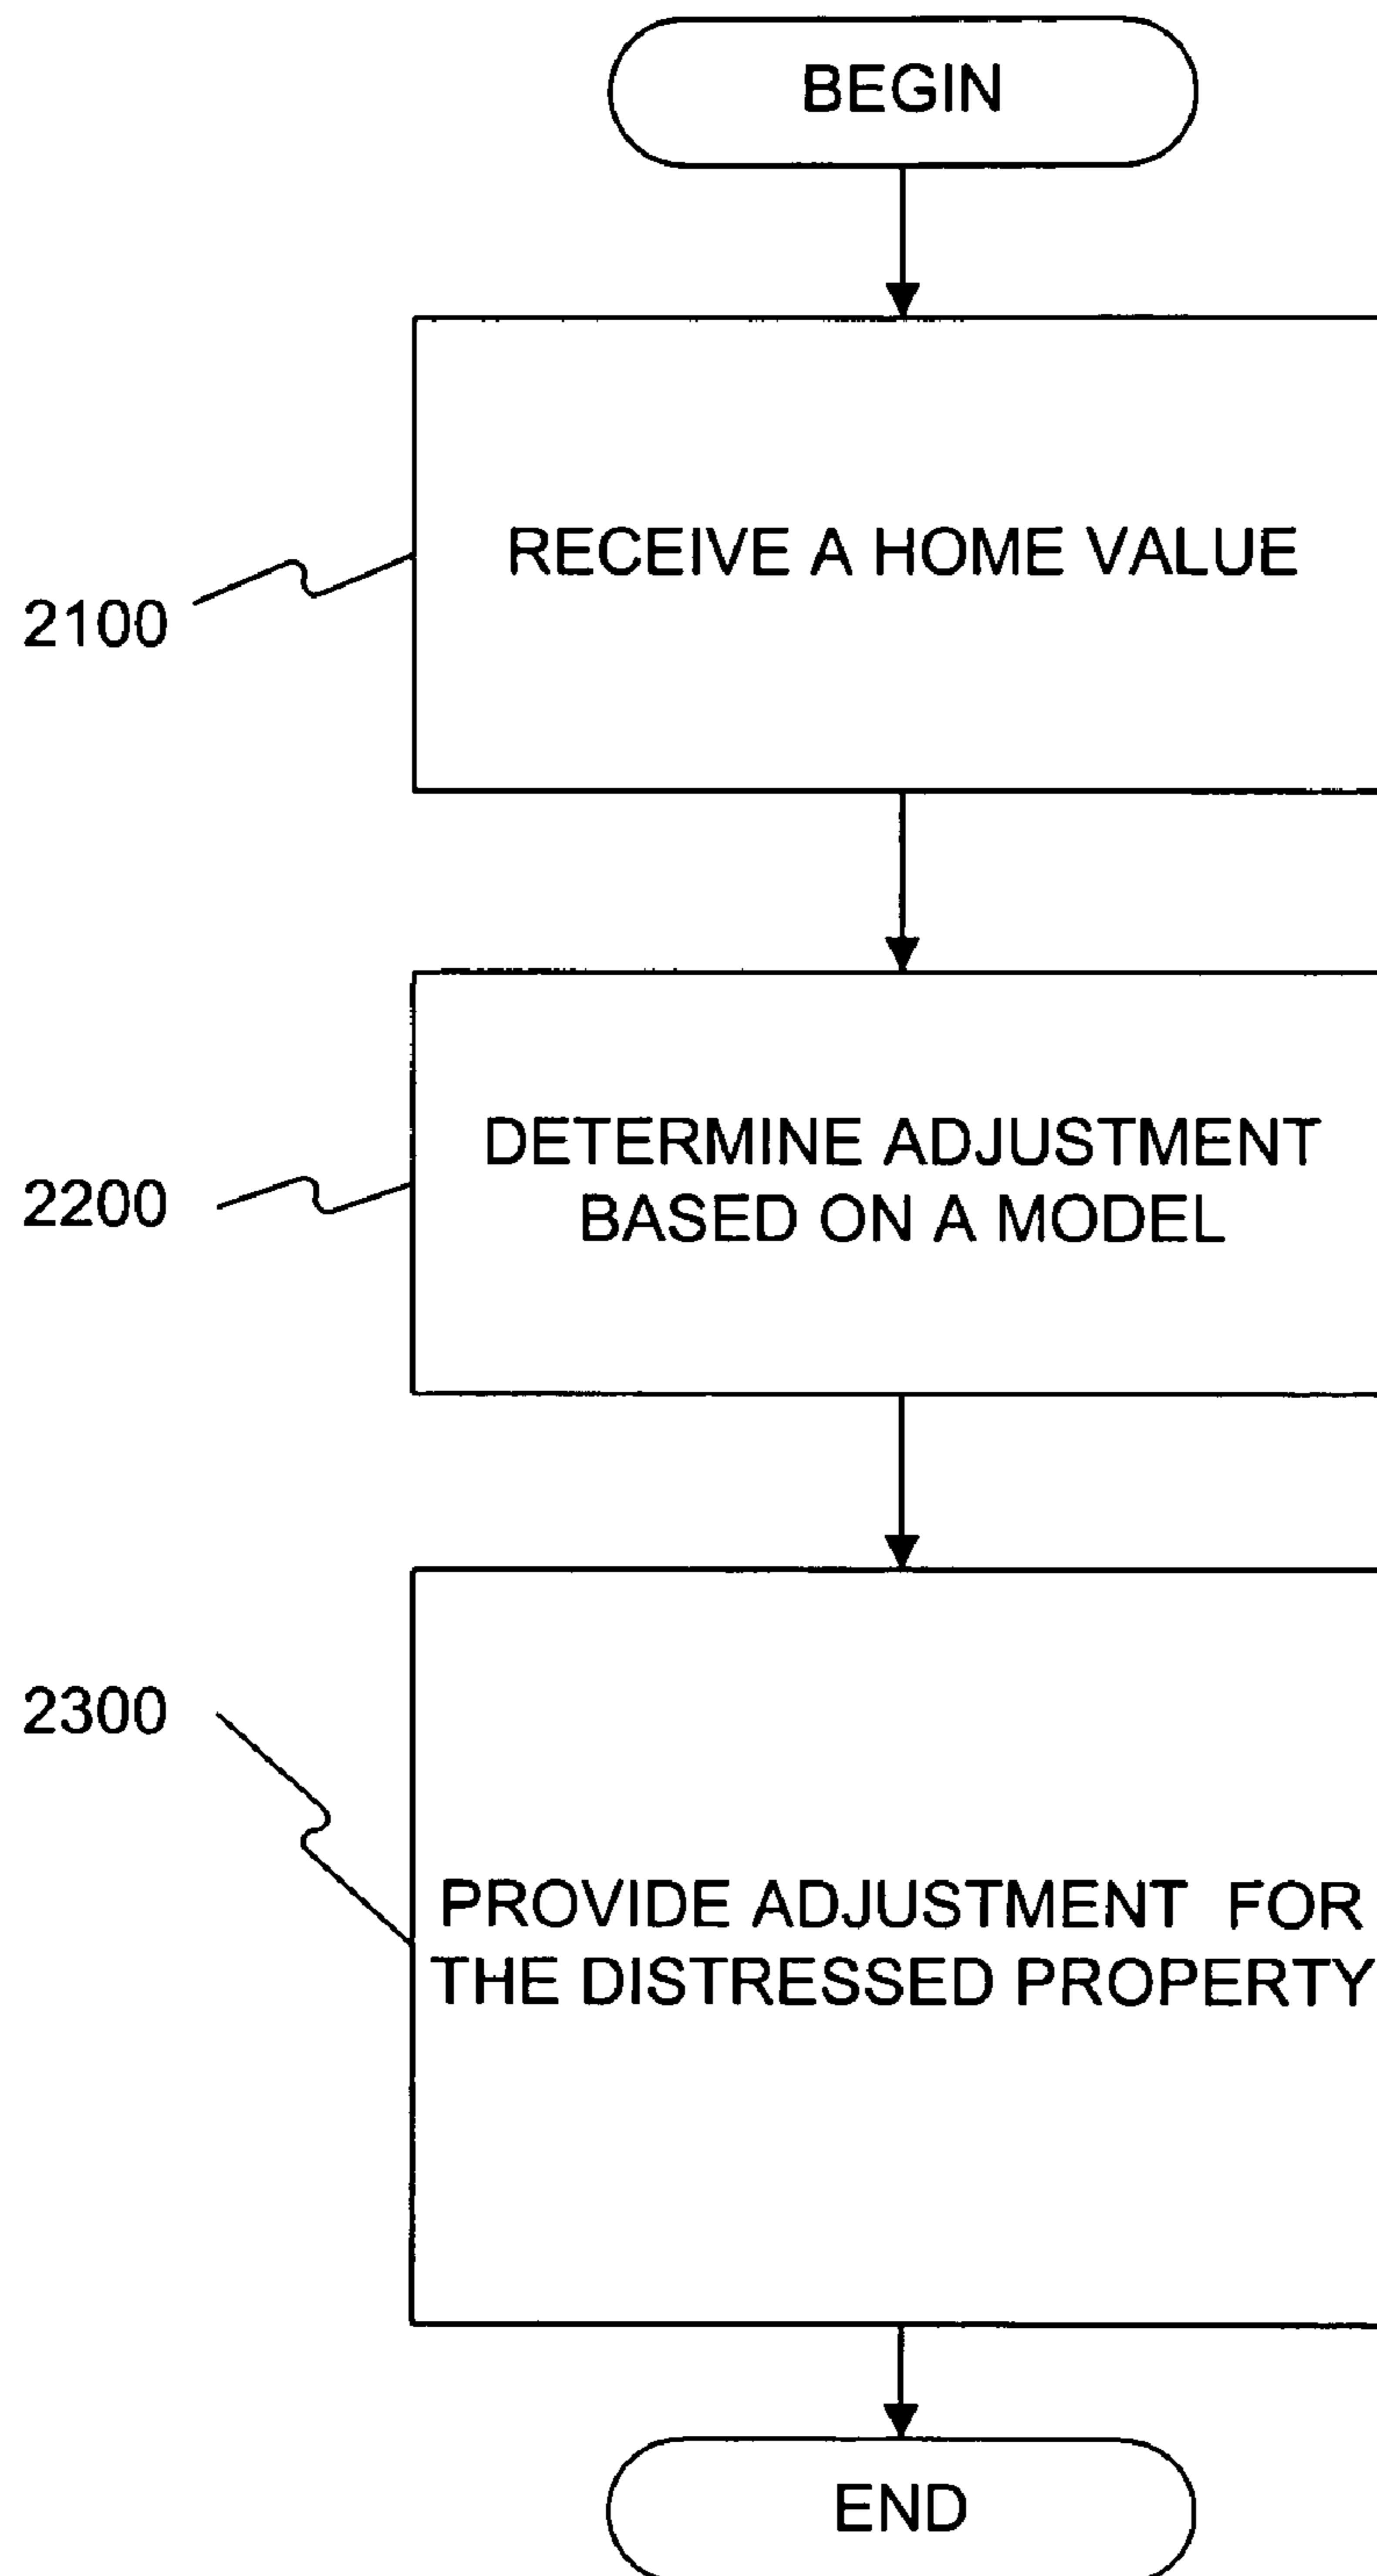 BEGIN
RECEIVE A HOME VALUE
2100
DETERMINE ADJUSTMENT
BASED ON A MODEL
2200
2300
PROVIDE ADJUSTMENT FOR
THE DISTRESSED PROPERTY
END